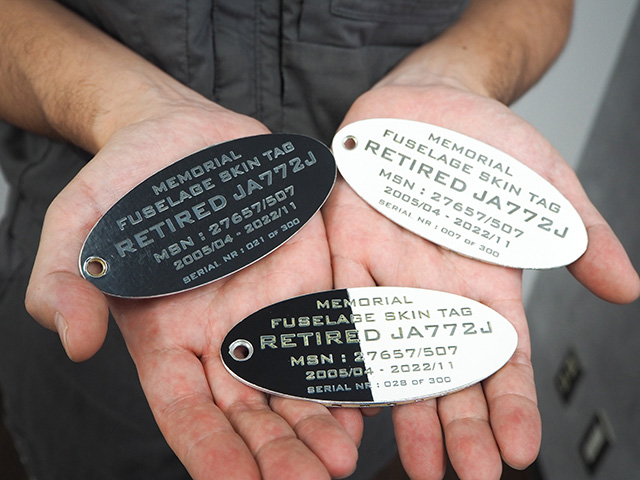 MEMORIAL
FUSELAGE SKIN TAG
RETIRED JA772J
MSN : 27657/507
2005/04 - 2022/11
SERIAL NR : 021 OF 300
MEMORIAL
FUSELAGE SKIN TAG
RETIRED JA772J
MSN : 27657/507
2005/04 - 2022/11
SERIAL NR : 007 OF 300
MEMORIAL
FUSELAGE SKIN TAG
RETIRED JA772J
MSN : 27657/507
2005/04 - 2022/11
SERIAL NR : 028 OF 300